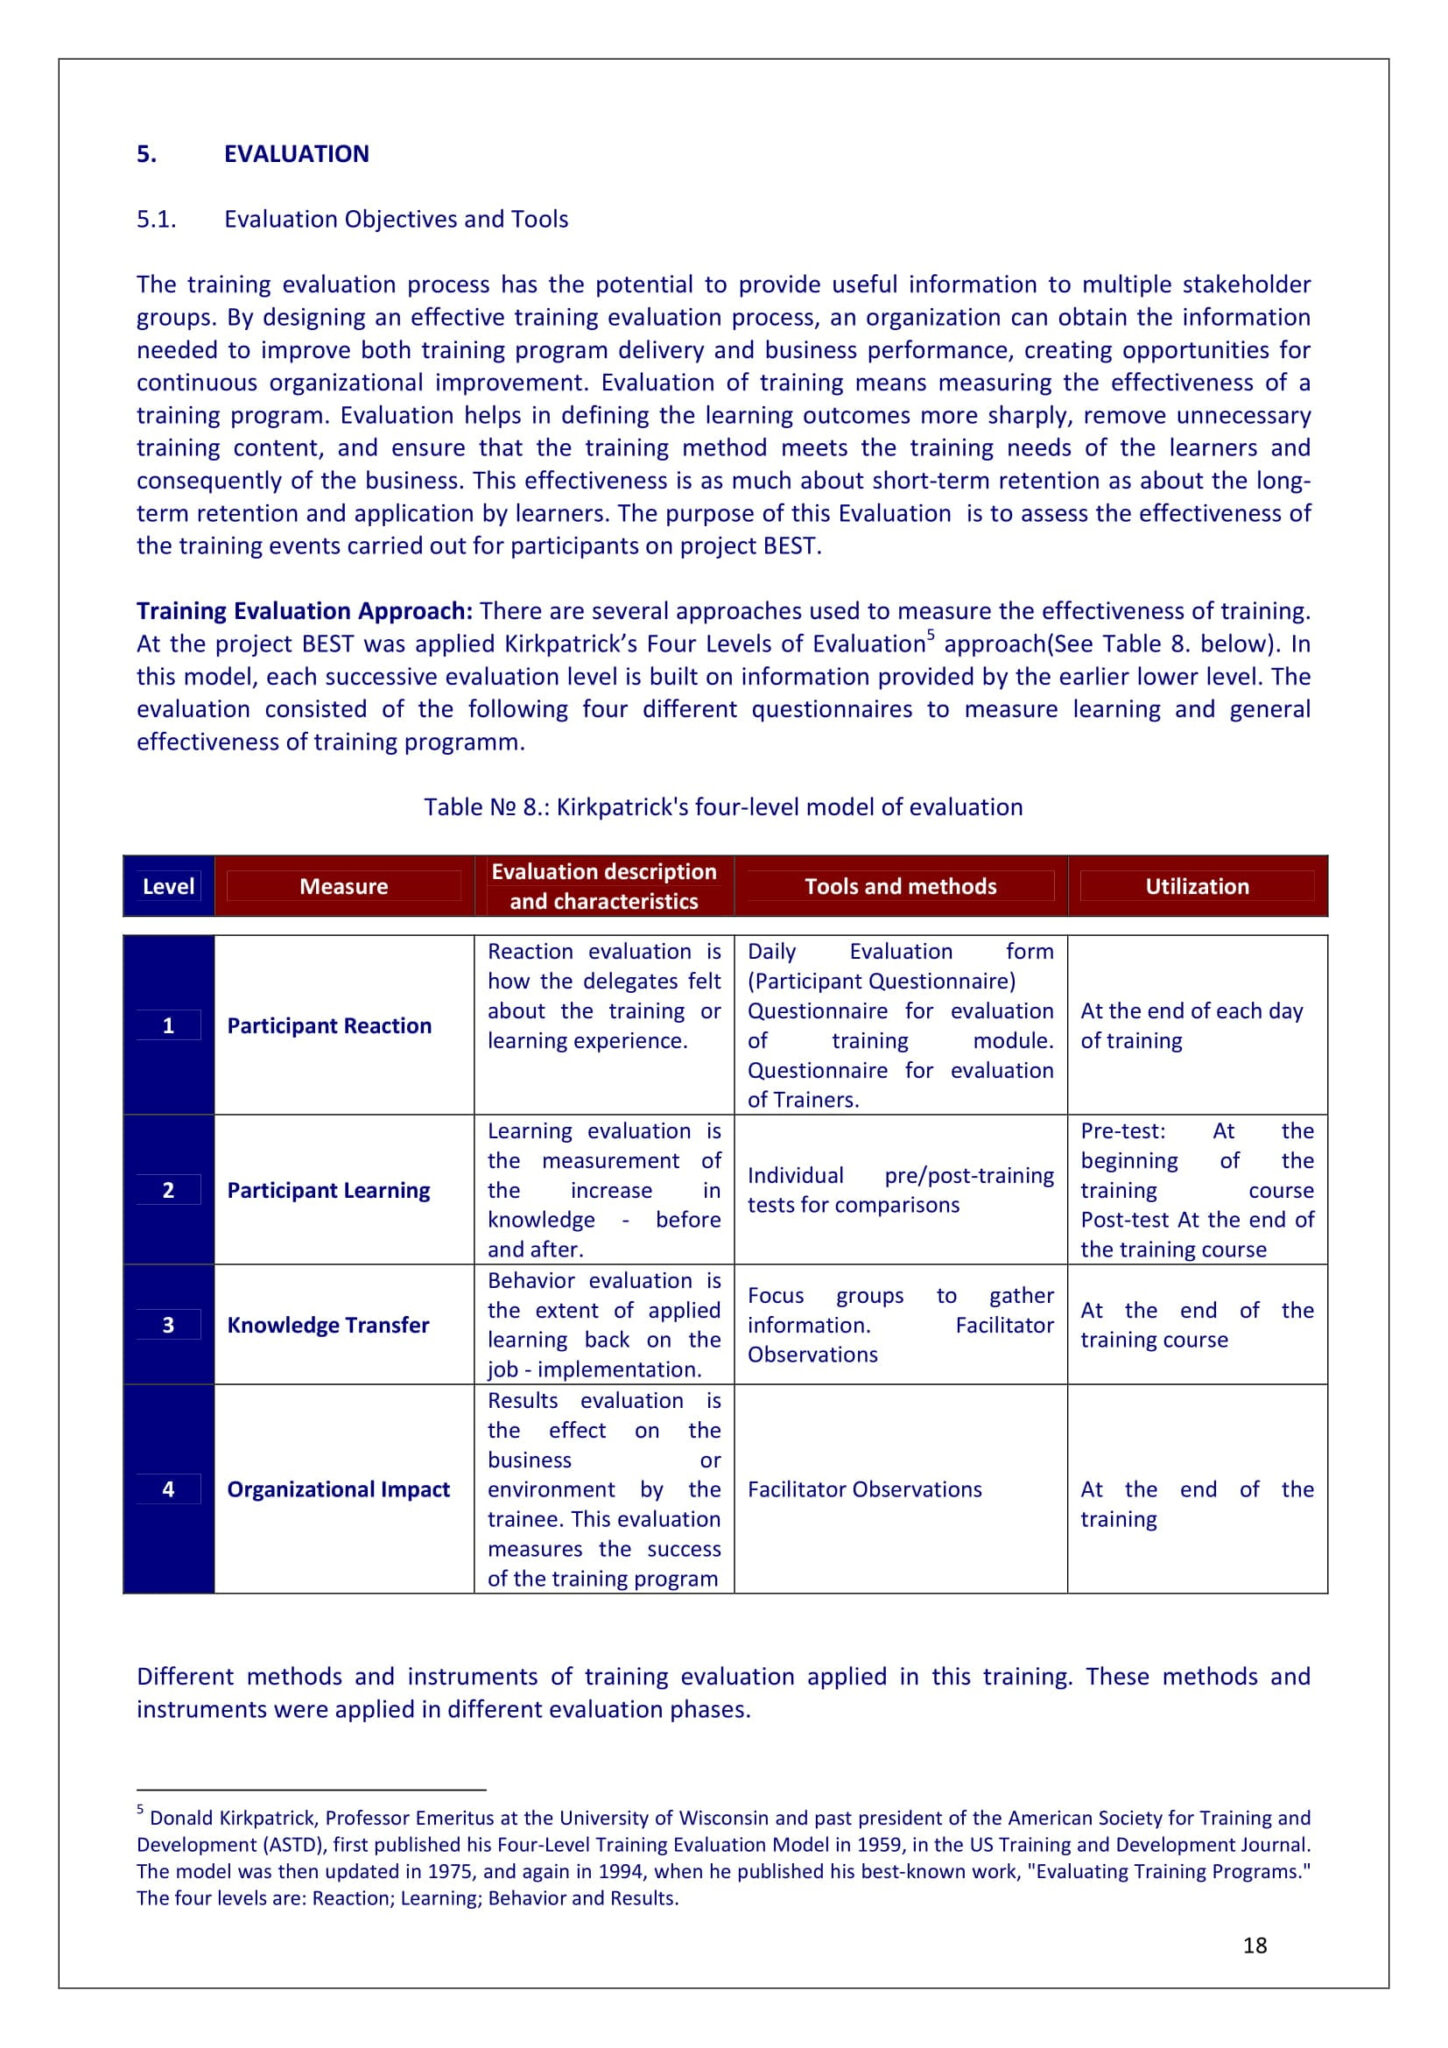 5. EVALUATION
5.1. Evaluation Objectives and Tools
The training evaluation process has the potential to provide useful information to multiple stakeholder
groups. By designing an effective training evaluation process, an organization can obtain the information
needed to improve both training program delivery and business performance, creating opportunities for
continuous organizational improvement. Evaluation of training means measuring the effectiveness of a
training program. Evaluation helps in defining the learning outcomes more sharply, remove unnecessary
training content, and ensure that the training method meets the training needs of the learners and
consequently of the business. This effectiveness is as much about short-term retention as about the long-
term retention and application by learners. The purpose of this Evaluation is to assess the effectiveness of
the training events carried out for participants on project BEST.
Training Evaluation Approach: There are several approaches used to measure the effectiveness of training.
At the project BEST was applied Kirkpatrick's Four Levels of Evaluation5 approach(See Table 8. below). In
this model, each successive evaluation level is built on information provided by the earlier lower level. The
evaluation consisted of the following four different questionnaires to measure learning and general
effectiveness of training programm.
Table № 8.: Kirkpatrick's four-level model of evaluation
Level
Measure
Evaluation description
and characteristics
Tools and methods
Utilization
1
Participant Reaction
Reaction evaluation is
how the delegates felt
about the training or
learning experience.
Daily Evaluation form
(Participant Questionnaire)
Questionnaire for evaluation
of training module.
Questionnaire for evaluation
of Trainers.
At the end of each day
of training
2
Participant Learning
Learning evaluation is
the measurement of
the increase in
knowledge - before
and after.
Individual pre/post-training
tests for comparisons
Pre-test: At the
beginning of the
training course
Post-test At the end of
the training course
3
Knowledge Transfer
Behavior evaluation is
the extent of applied
learning back on the
job - implementation.
Focus groups to gather
information. Facilitator
Observations
At the end of the
training course
4
Organizational Impact
Results evaluation is
the effect on the
business or
environment by the
trainee. This evaluation
measures the success
of the training program
Facilitator Observations
At the end of the
training
Different methods and instruments of training evaluation applied in this training. These methods and
instruments were applied in different evaluation phases.
5 Donald Kirkpatrick, Professor Emeritus at the University of Wisconsin and past president of the American Society for Training and
Development (ASTD), first published his Four-Level Training Evaluation Model in 1959, in the US Training and Development Journal.
The model was then updated in 1975, and again in 1994, when he published his best-known work, "Evaluating Training Programs."
The four levels are: Reaction; Learning; Behavior and Results.
18